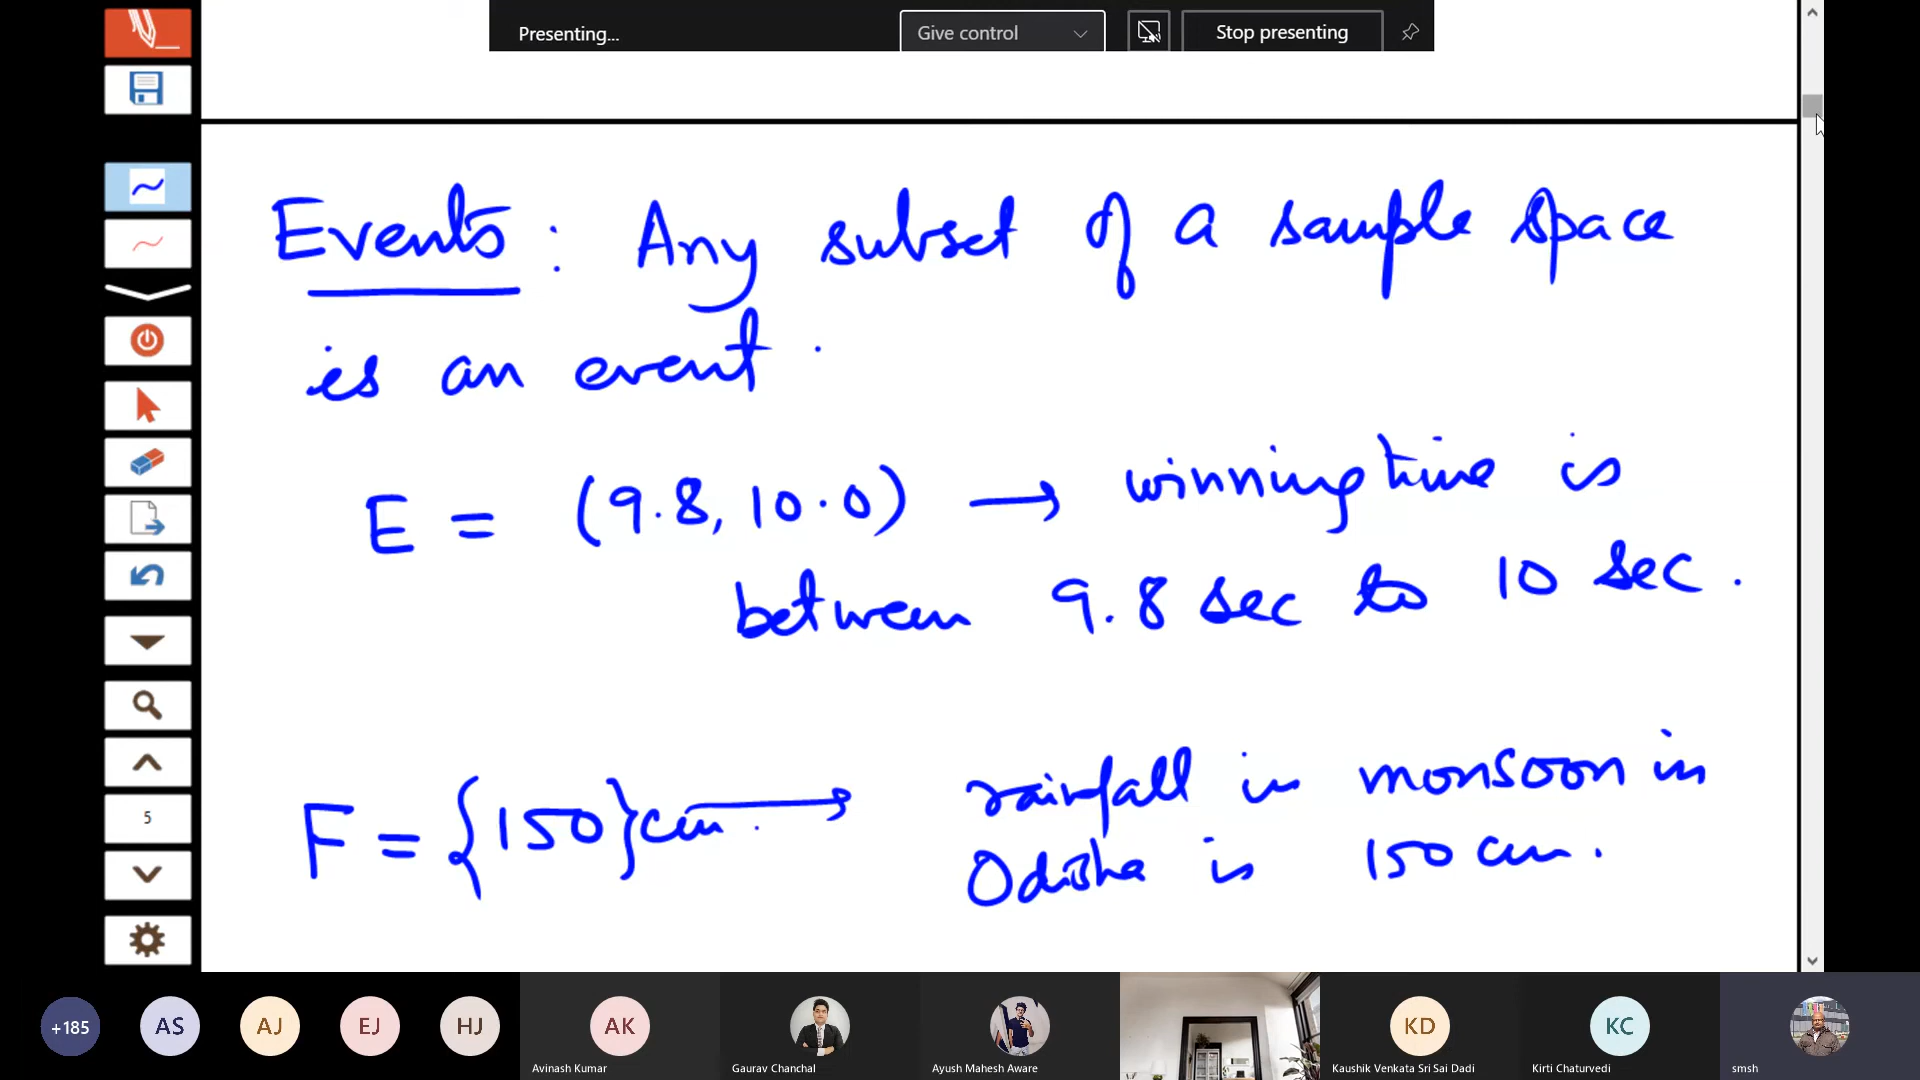 Presenting...
Give control
Stop presenting
Events : Any subset of a sample space
is an event.
E = (9.8, 10.0) → winning time is
between 9.8 sec to 10 sec.
F = {150}cm. → rainfall in monsoon in
Odisha is 150 cm.
5
+185
AS
AJ
EJ
HJ
AK
KD
KC
Avinash Kumar
Gaurav Chanchal
Ayush Mahesh Aware
Kaushik Venkata Sri Sai Dadi
Kirti Chaturvedi
smsh